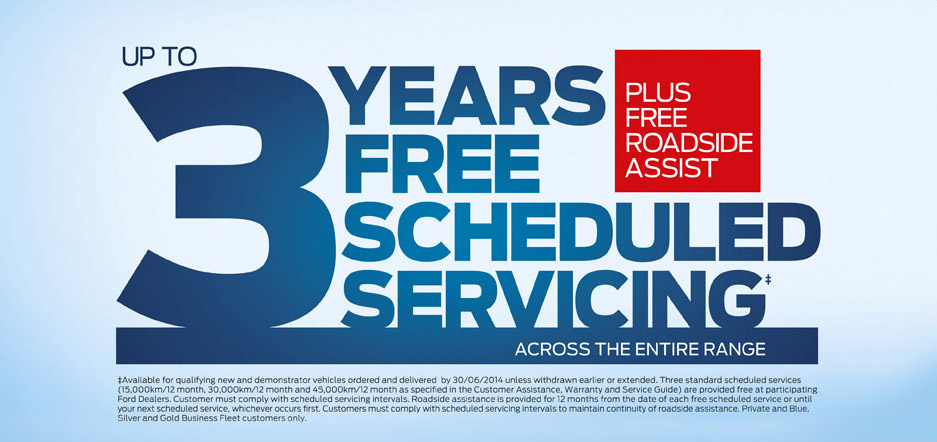 UP TO
3 YEARS
FREE
SCHEDULED
SERVICING‡
PLUS
FREE
ROADSIDE
ASSIST
ACROSS THE ENTIRE RANGE
‡Available for qualifying new and demonstrator vehicles ordered and delivered by 30/06/2014 unless withdrawn earlier or extended. Three standard scheduled services
(15,000km/12 month, 30,000km/12 month and 45,000km/12 month as specified in the Customer Assistance, Warranty and Service Guide) are provided free at participating
Ford Dealers. Customer must comply with scheduled servicing intervals. Roadside assistance is provided for 12 months from the date of each free scheduled service or until
your next scheduled service, whichever occurs first. Customers must comply with scheduled servicing intervals to maintain continuity of roadside assistance. Private and Blue,
Silver and Gold Business Fleet customers only.